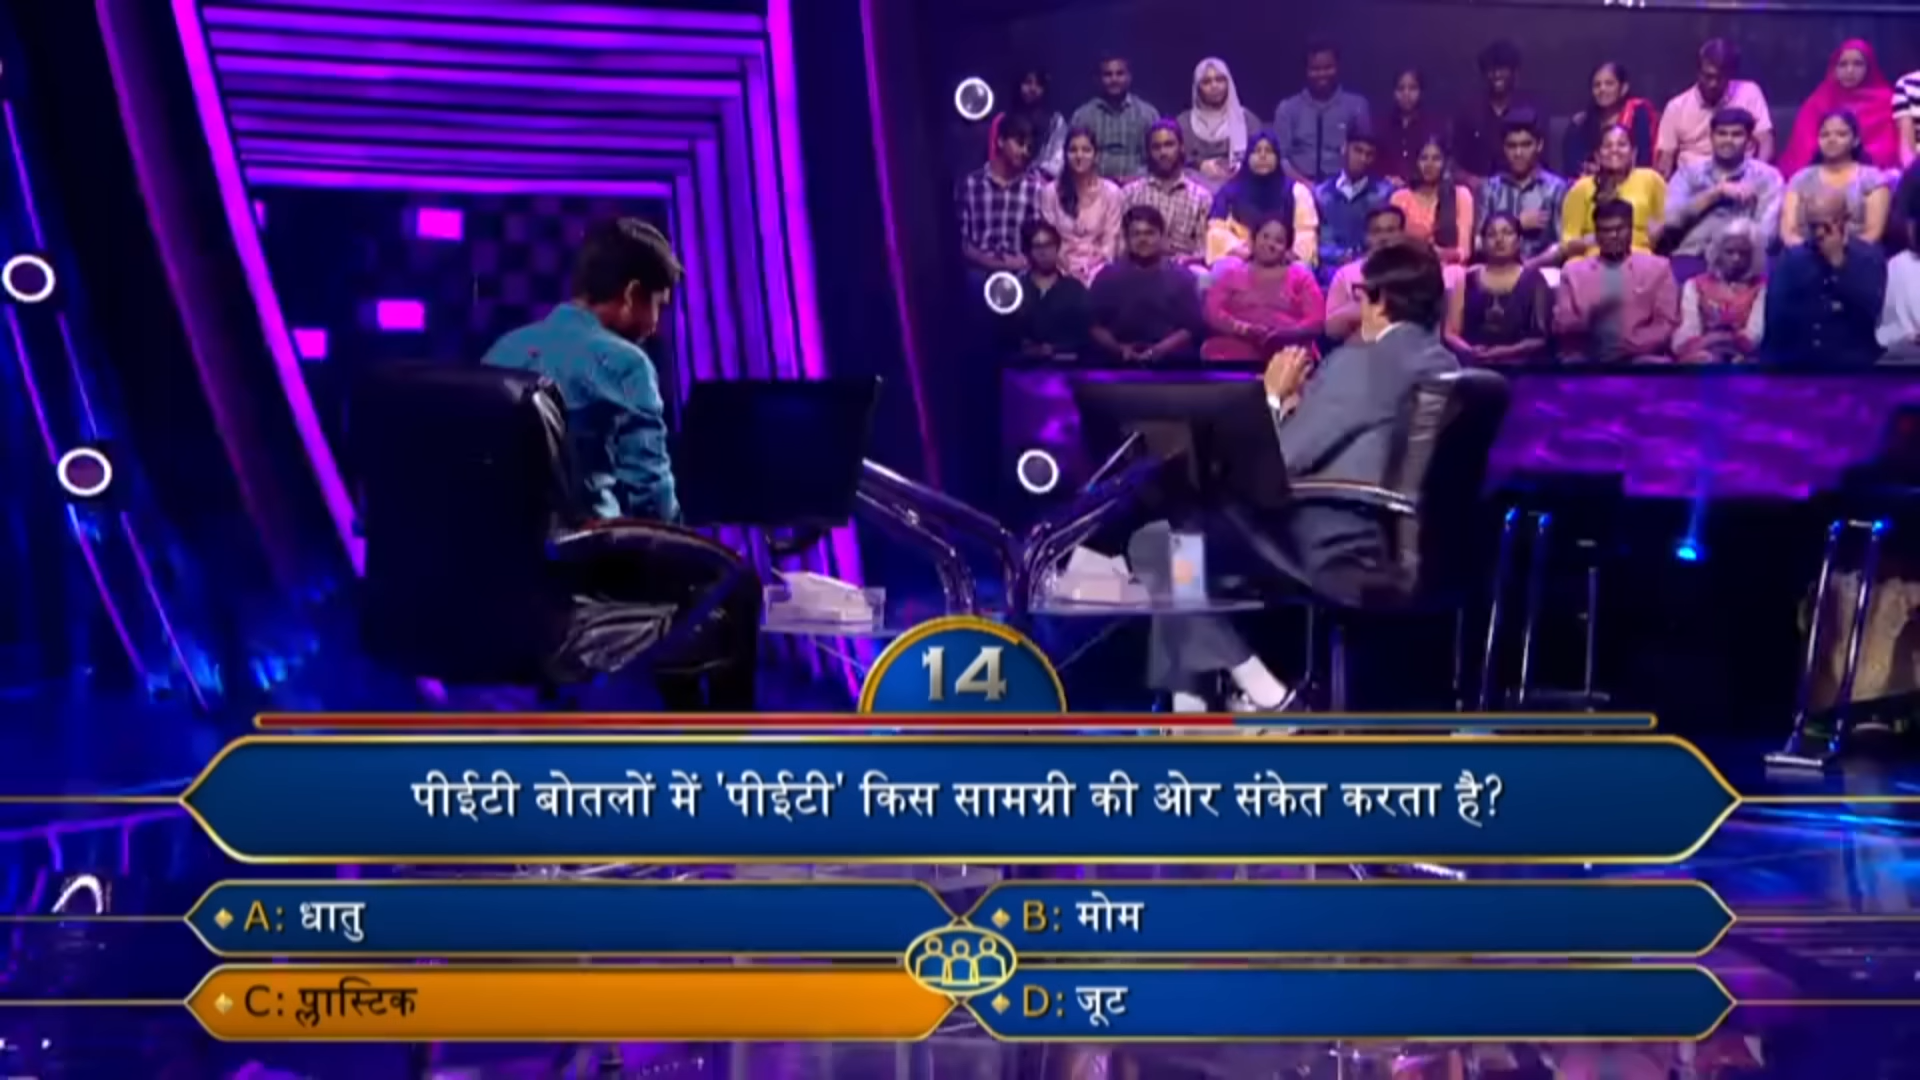 14
पीईटी बोतलों में 'पीईटी' किस सामग्री की ओर संकेत करता है?
A: धातु
B: मोम
C: प्लास्टिक
D: जूट